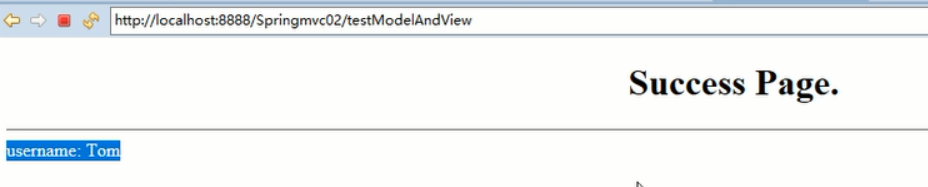 http://localhost:8888/Springmvc02/testModelAndView
Success Page.
username: Tom